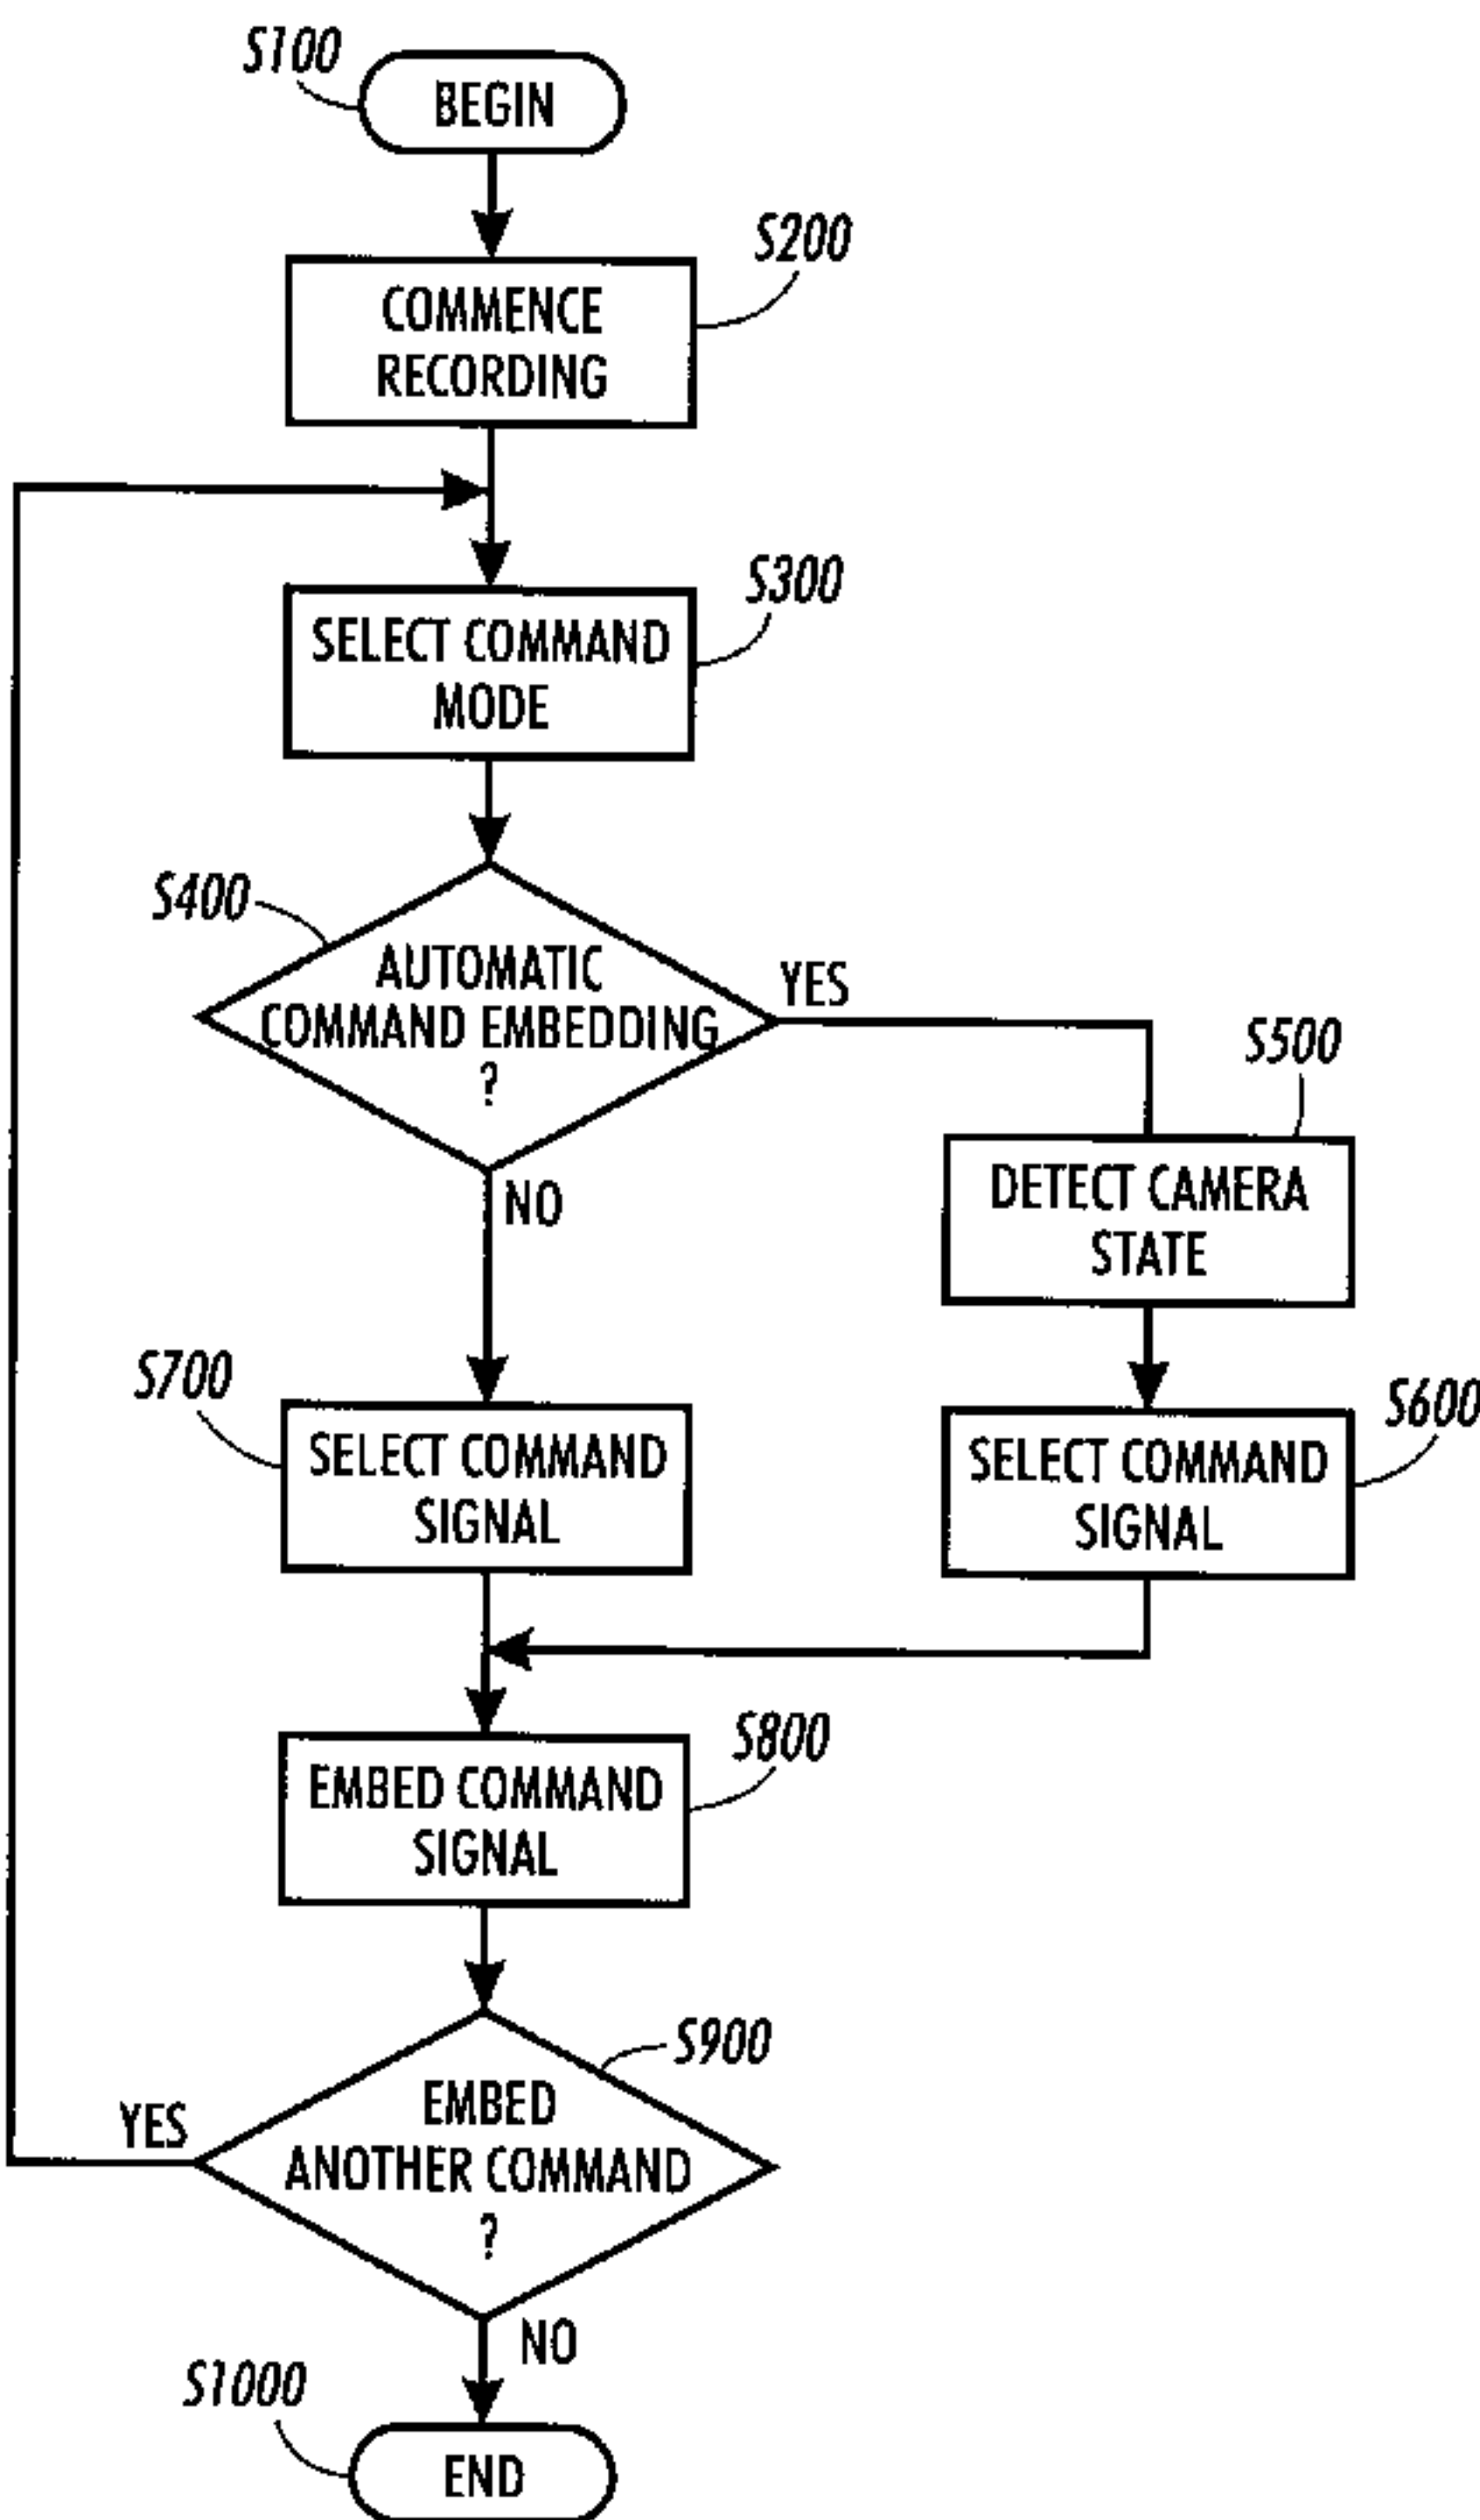 S100
BEGIN
S200
COMMENCE
RECORDING
S300
SELECT COMMAND
MODE
S400
AUTOMATIC
COMMAND EMBEDDING
?
YES
NO
S500
DETECT CAMERA
STATE
S600
SELECT COMMAND
SIGNAL
S700
SELECT COMMAND
SIGNAL
S800
EMBED COMMAND
SIGNAL
S900
EMBED
ANOTHER COMMAND
?
YES
NO
S1000
END